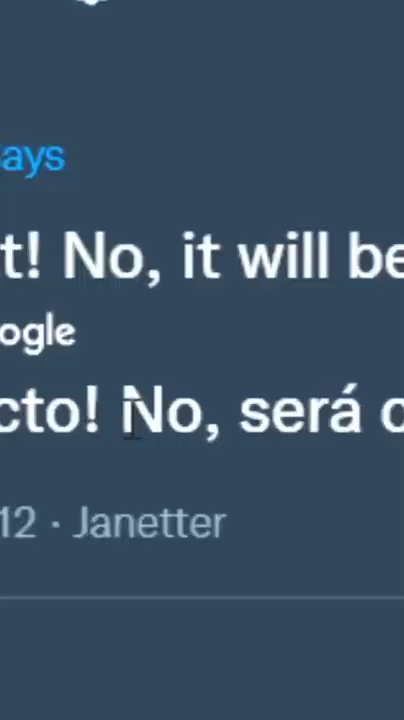 ays
t! No, it will be
ogle
cto! No, será c
12 · Janetter